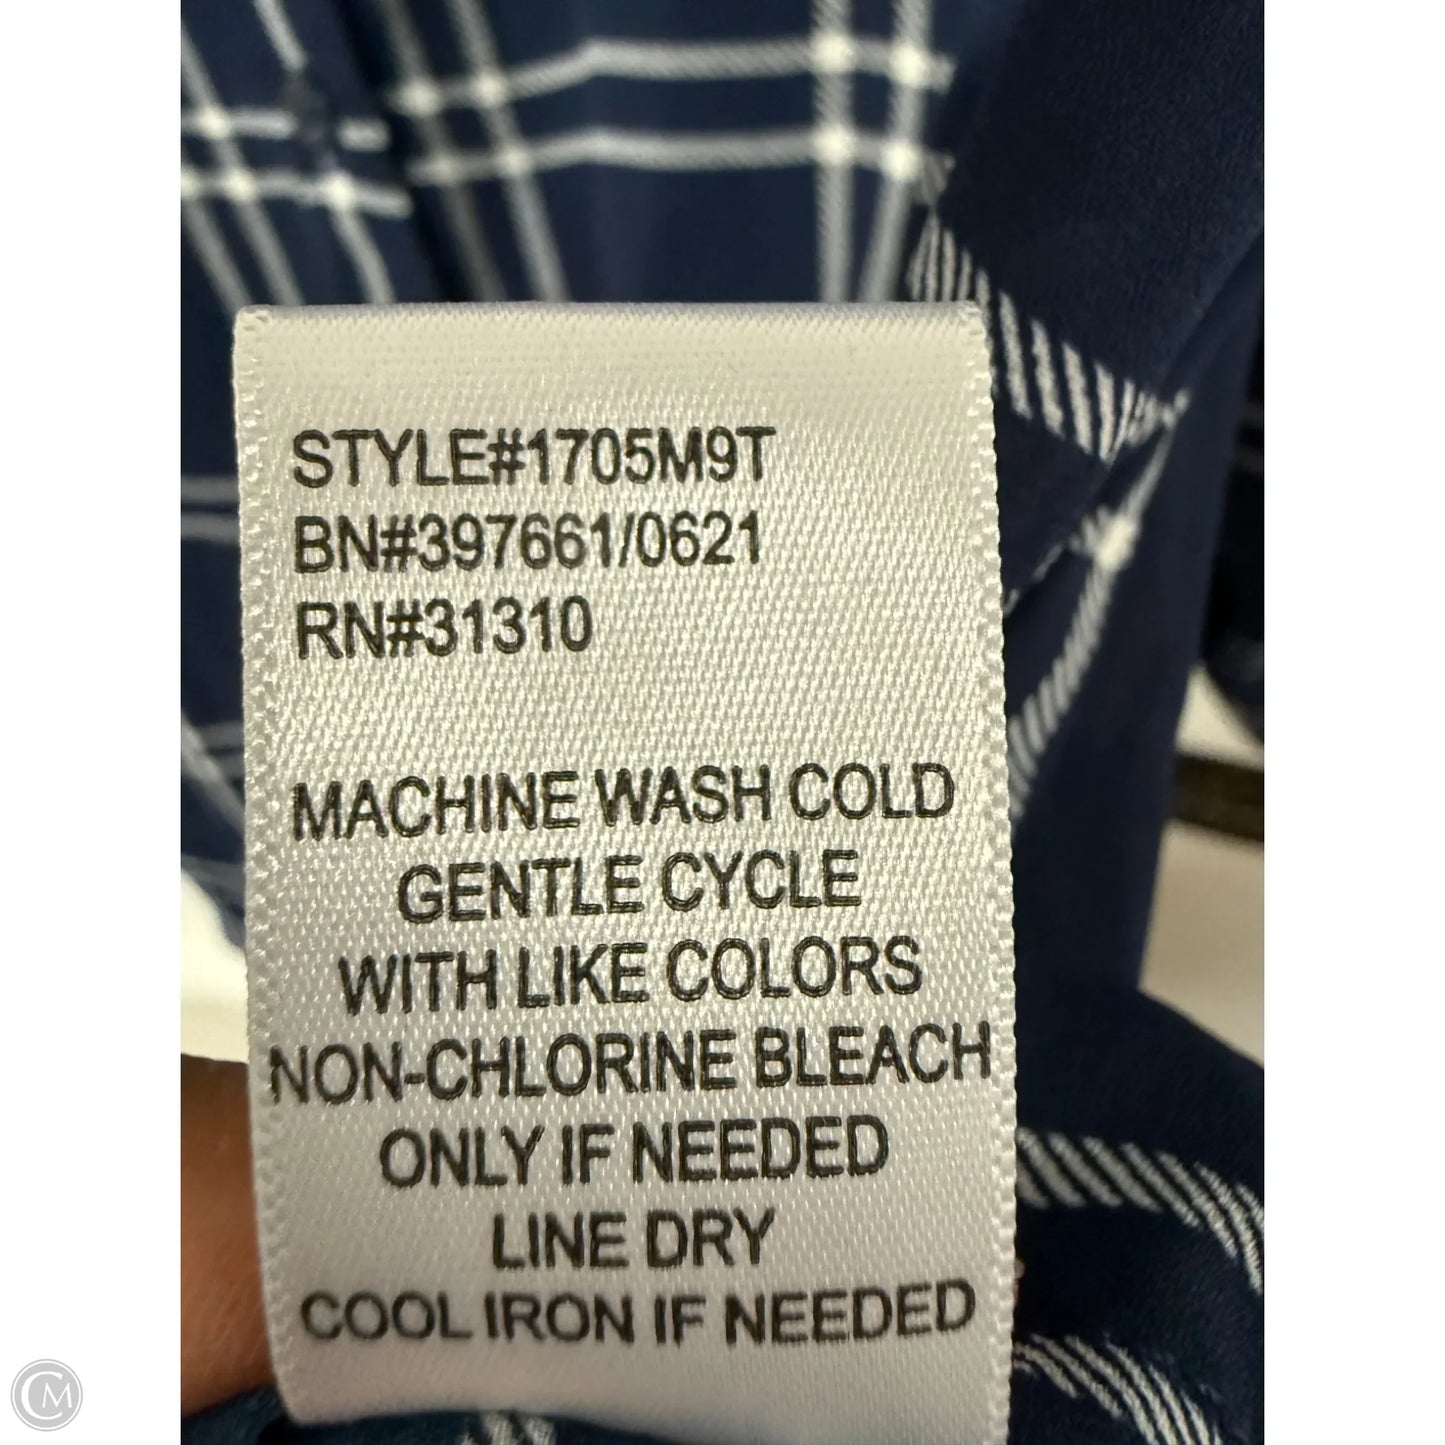 STYLE#1705M9T
BN#397661/0621
RN#31310
MACHINE WASH COLD
GENTLE CYCLE
WITH LIKE COLORS
NON-CHLORINE BLEACH
ONLY IF NEEDED
LINE DRY
COOL IRON IF NEEDED
CM